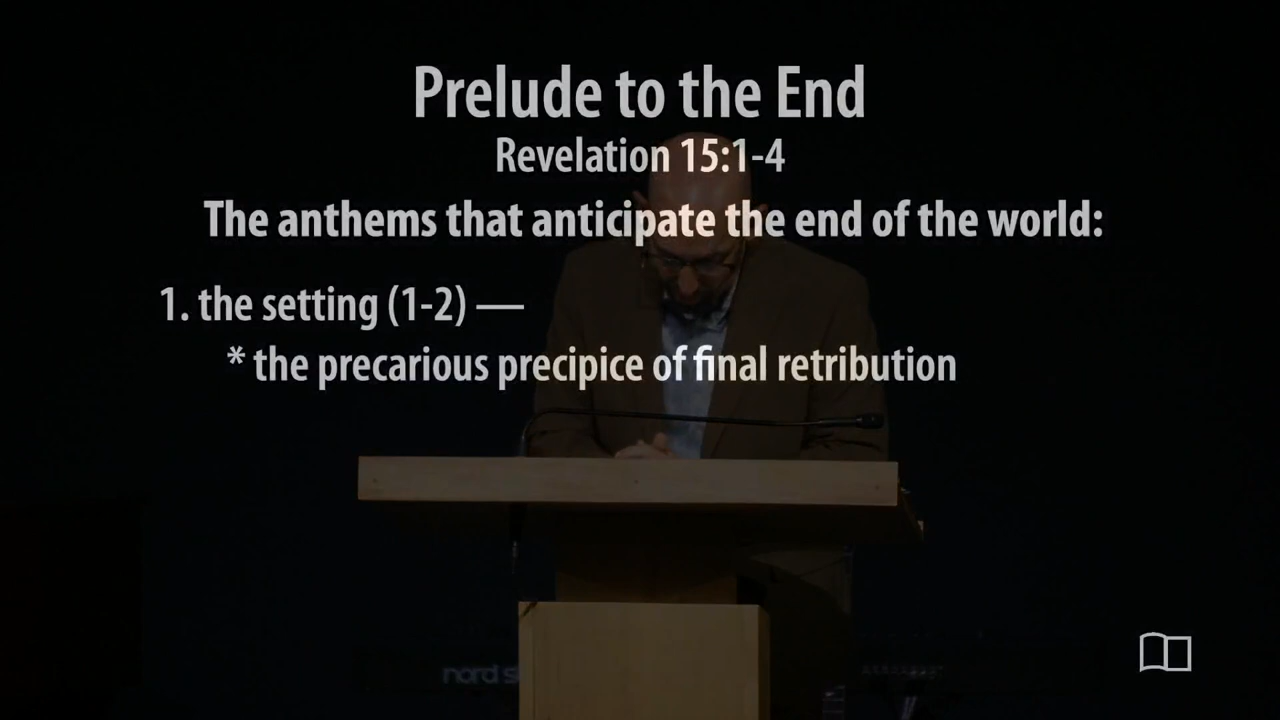 Prelude to the End
Revelation 15:1-4
The anthems that anticipate the end of the world:
1. the setting (1-2) —
* the precarious precipice of final retribution
nord